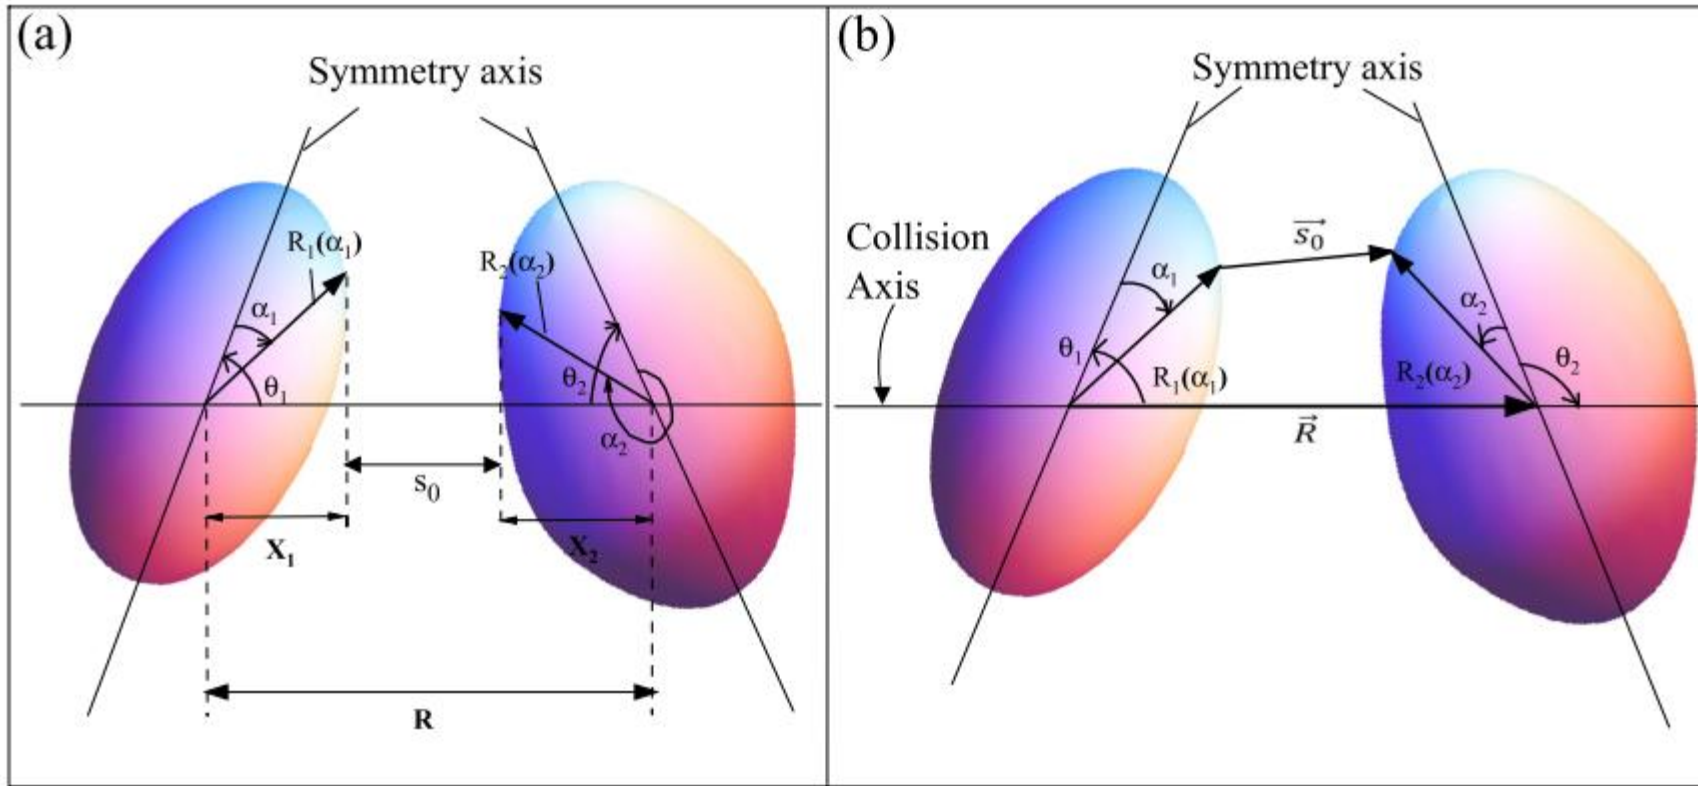 (a)
Symmetry axis
R₁(α₁)
R₂(α₂)
α₁
θ₁
θ₂
α₂
s₀
X₁
X₂
R
(b)
Symmetry axis
Collision
Axis
s₀⃗
α₁
α₂
θ₁
θ₂
R₁(α₁)
R₂(α₂)
R⃗